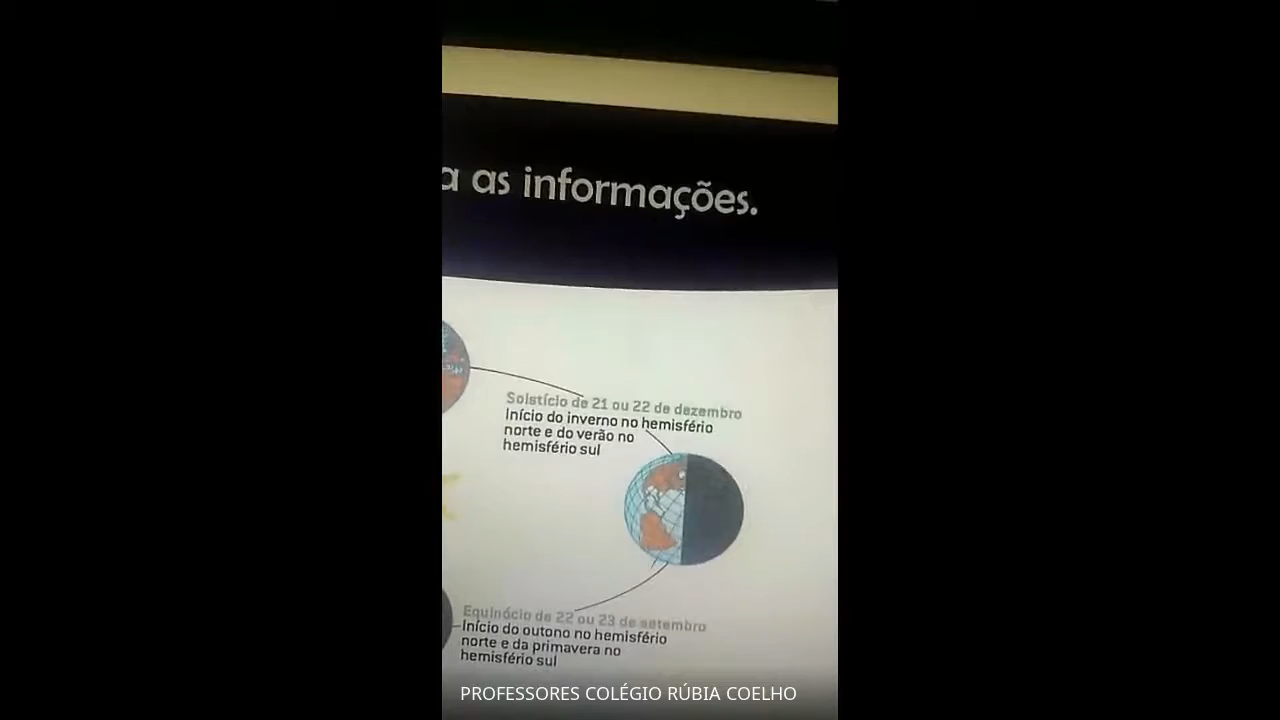 a as informações.
Solstício de 21 ou 22 de dezembro
Início do inverno no hemisfério
norte e do verão no
hemisfério sul
Equinócio de 22 ou 23 de setembro
Início do outono no hemisfério
norte e da primavera no
hemisfério sul
PROFESSORES COLÉGIO RÚBIA COELHO